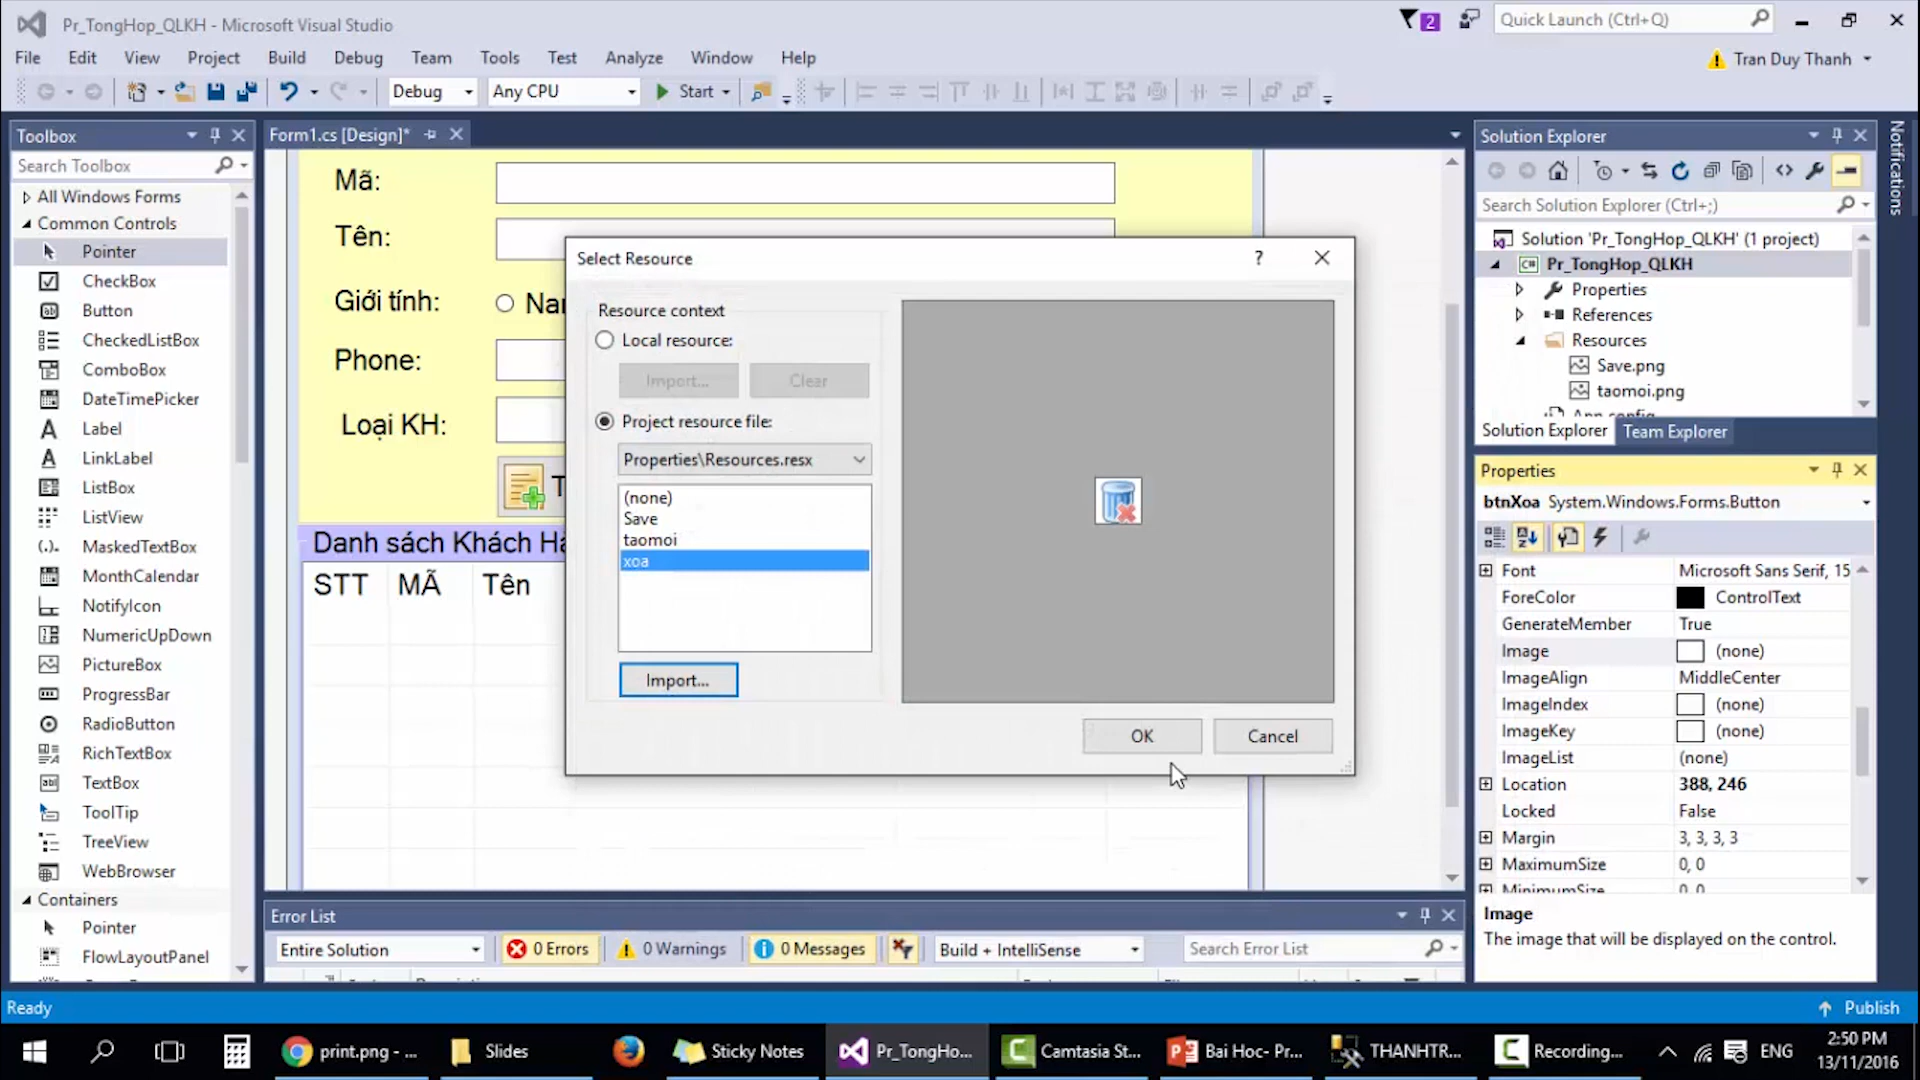 Pr_TongHop_QLKH - Microsoft Visual Studio
2
Quick Launch (Ctrl+Q)
File Edit View Project Build Debug Team Tools Test Analyze Window Help
Tran Duy Thanh
Debug Any CPU Start
Toolbox
Search Toolbox
All Windows Forms
Common Controls
Pointer
CheckBox
Button
CheckedListBox
ComboBox
DateTimePicker
Label
LinkLabel
ListBox
ListView
MaskedTextBox
MonthCalendar
NotifyIcon
NumericUpDown
PictureBox
ProgressBar
RadioButton
RichTextBox
TextBox
ToolTip
TreeView
WebBrowser
Containers
Pointer
FlowLayoutPanel
Form1.cs [Design]*
Mã:
Tên:
Giới tính:
Phone:
Loại KH:
Danh sách Khách
STT MÃ Tên
Select Resource
?
Resource context
Local resource:
Import... Clear
Project resource file:
Properties\Resources.resx
(none)
Save
taomoi
xoa
Import...
OK Cancel
Error List
Entire Solution 0 Errors 0 Warnings 0 Messages Build + IntelliSense Search Error List
Solution Explorer
Search Solution Explorer (Ctrl+;)
Solution 'Pr_TongHop_QLKH' (1 project)
C# Pr_TongHop_QLKH
Properties
References
Resources
Save.png
taomoi.png
App.config
Solution Explorer Team Explorer
Properties
btnXoa System.Windows.Forms.Button
Font Microsoft Sans Serif, 15
ForeColor ControlText
GenerateMember True
Image (none)
ImageAlign MiddleCenter
ImageIndex (none)
ImageKey (none)
ImageList (none)
Location 388, 246
Locked False
Margin 3, 3, 3, 3
MaximumSize 0, 0
MinimumSize 0, 0
Image
The image that will be displayed on the control.
Notifications
Ready
Publish
print.png - ... Slides Sticky Notes Pr_TongHo... Camtasia St... Bai Hoc- Pr... THANHTR... Recording...
ENG
2:50 PM
13/11/2016